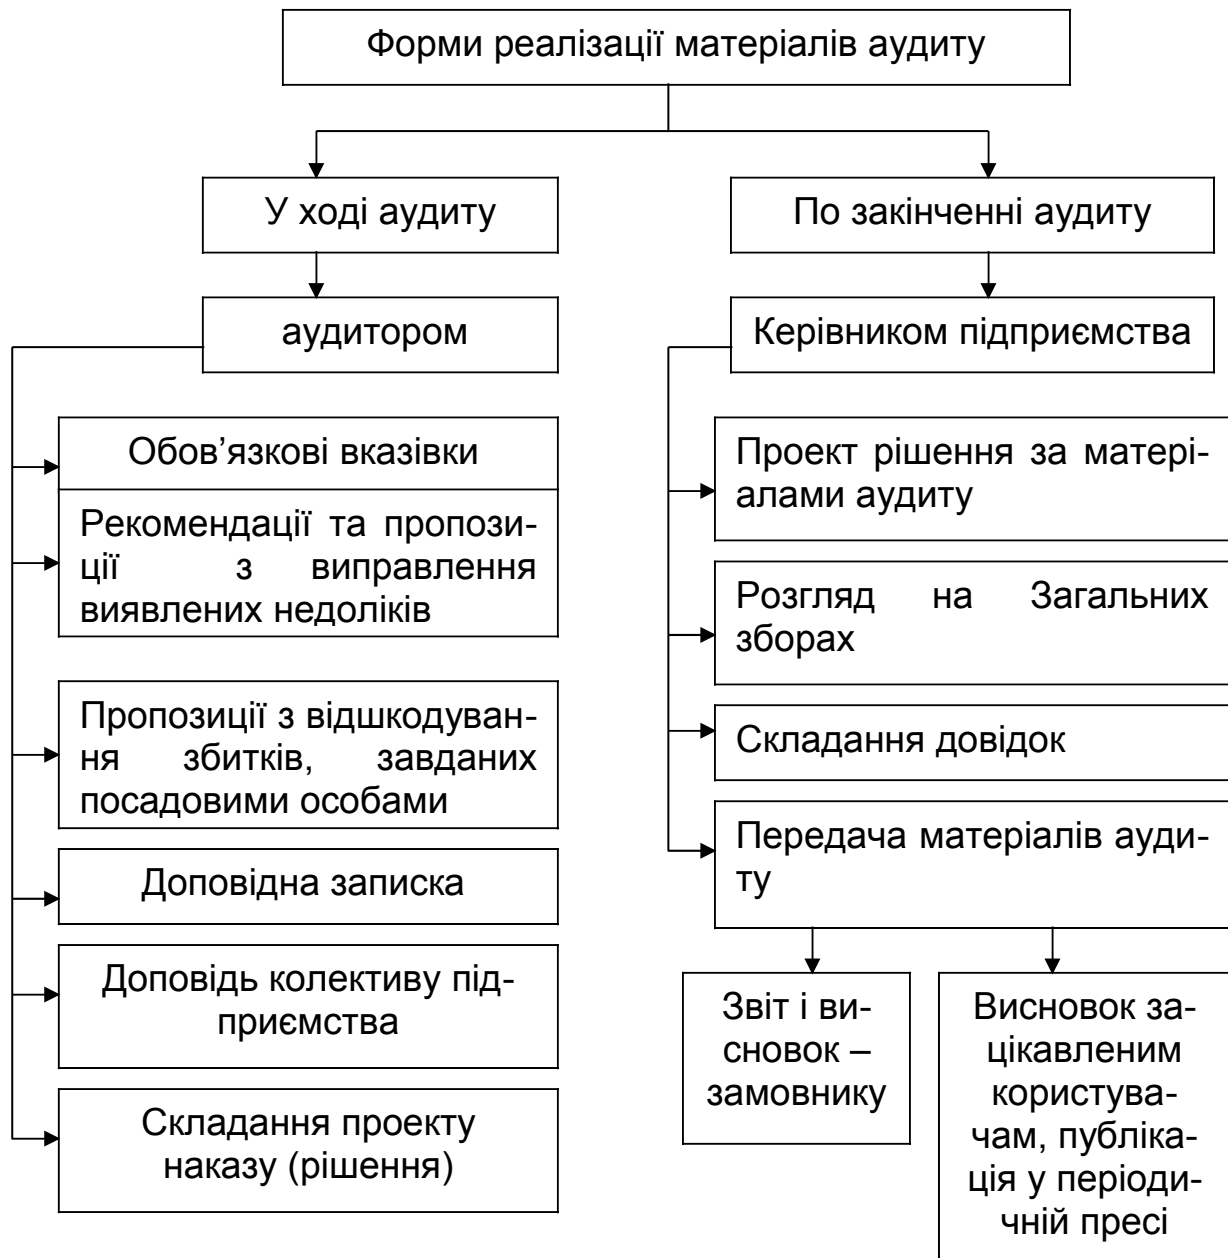 Форми реалізації матеріалів аудиту
У ході аудиту
По закінченні аудиту
аудитором
Керівником підприємства
Обов’язкові вказівки
Рекомендації та пропози-
ції з виправлення
виявлених недоліків
Пропозиції з відшкодуван-
ня збитків, завданих
посадовими особами
Доповідна записка
Доповідь колективу під-
приємства
Складання проекту
наказу (рішення)
Проект рішення за матері-
алами аудиту
Розгляд на Загальних
зборах
Складання довідок
Передача матеріалів ауди-
ту
Звіт і ви-
сновок –
замовнику
Висновок за-
цікавленим
користува-
чам, публіка-
ція у періоди-
чній пресі